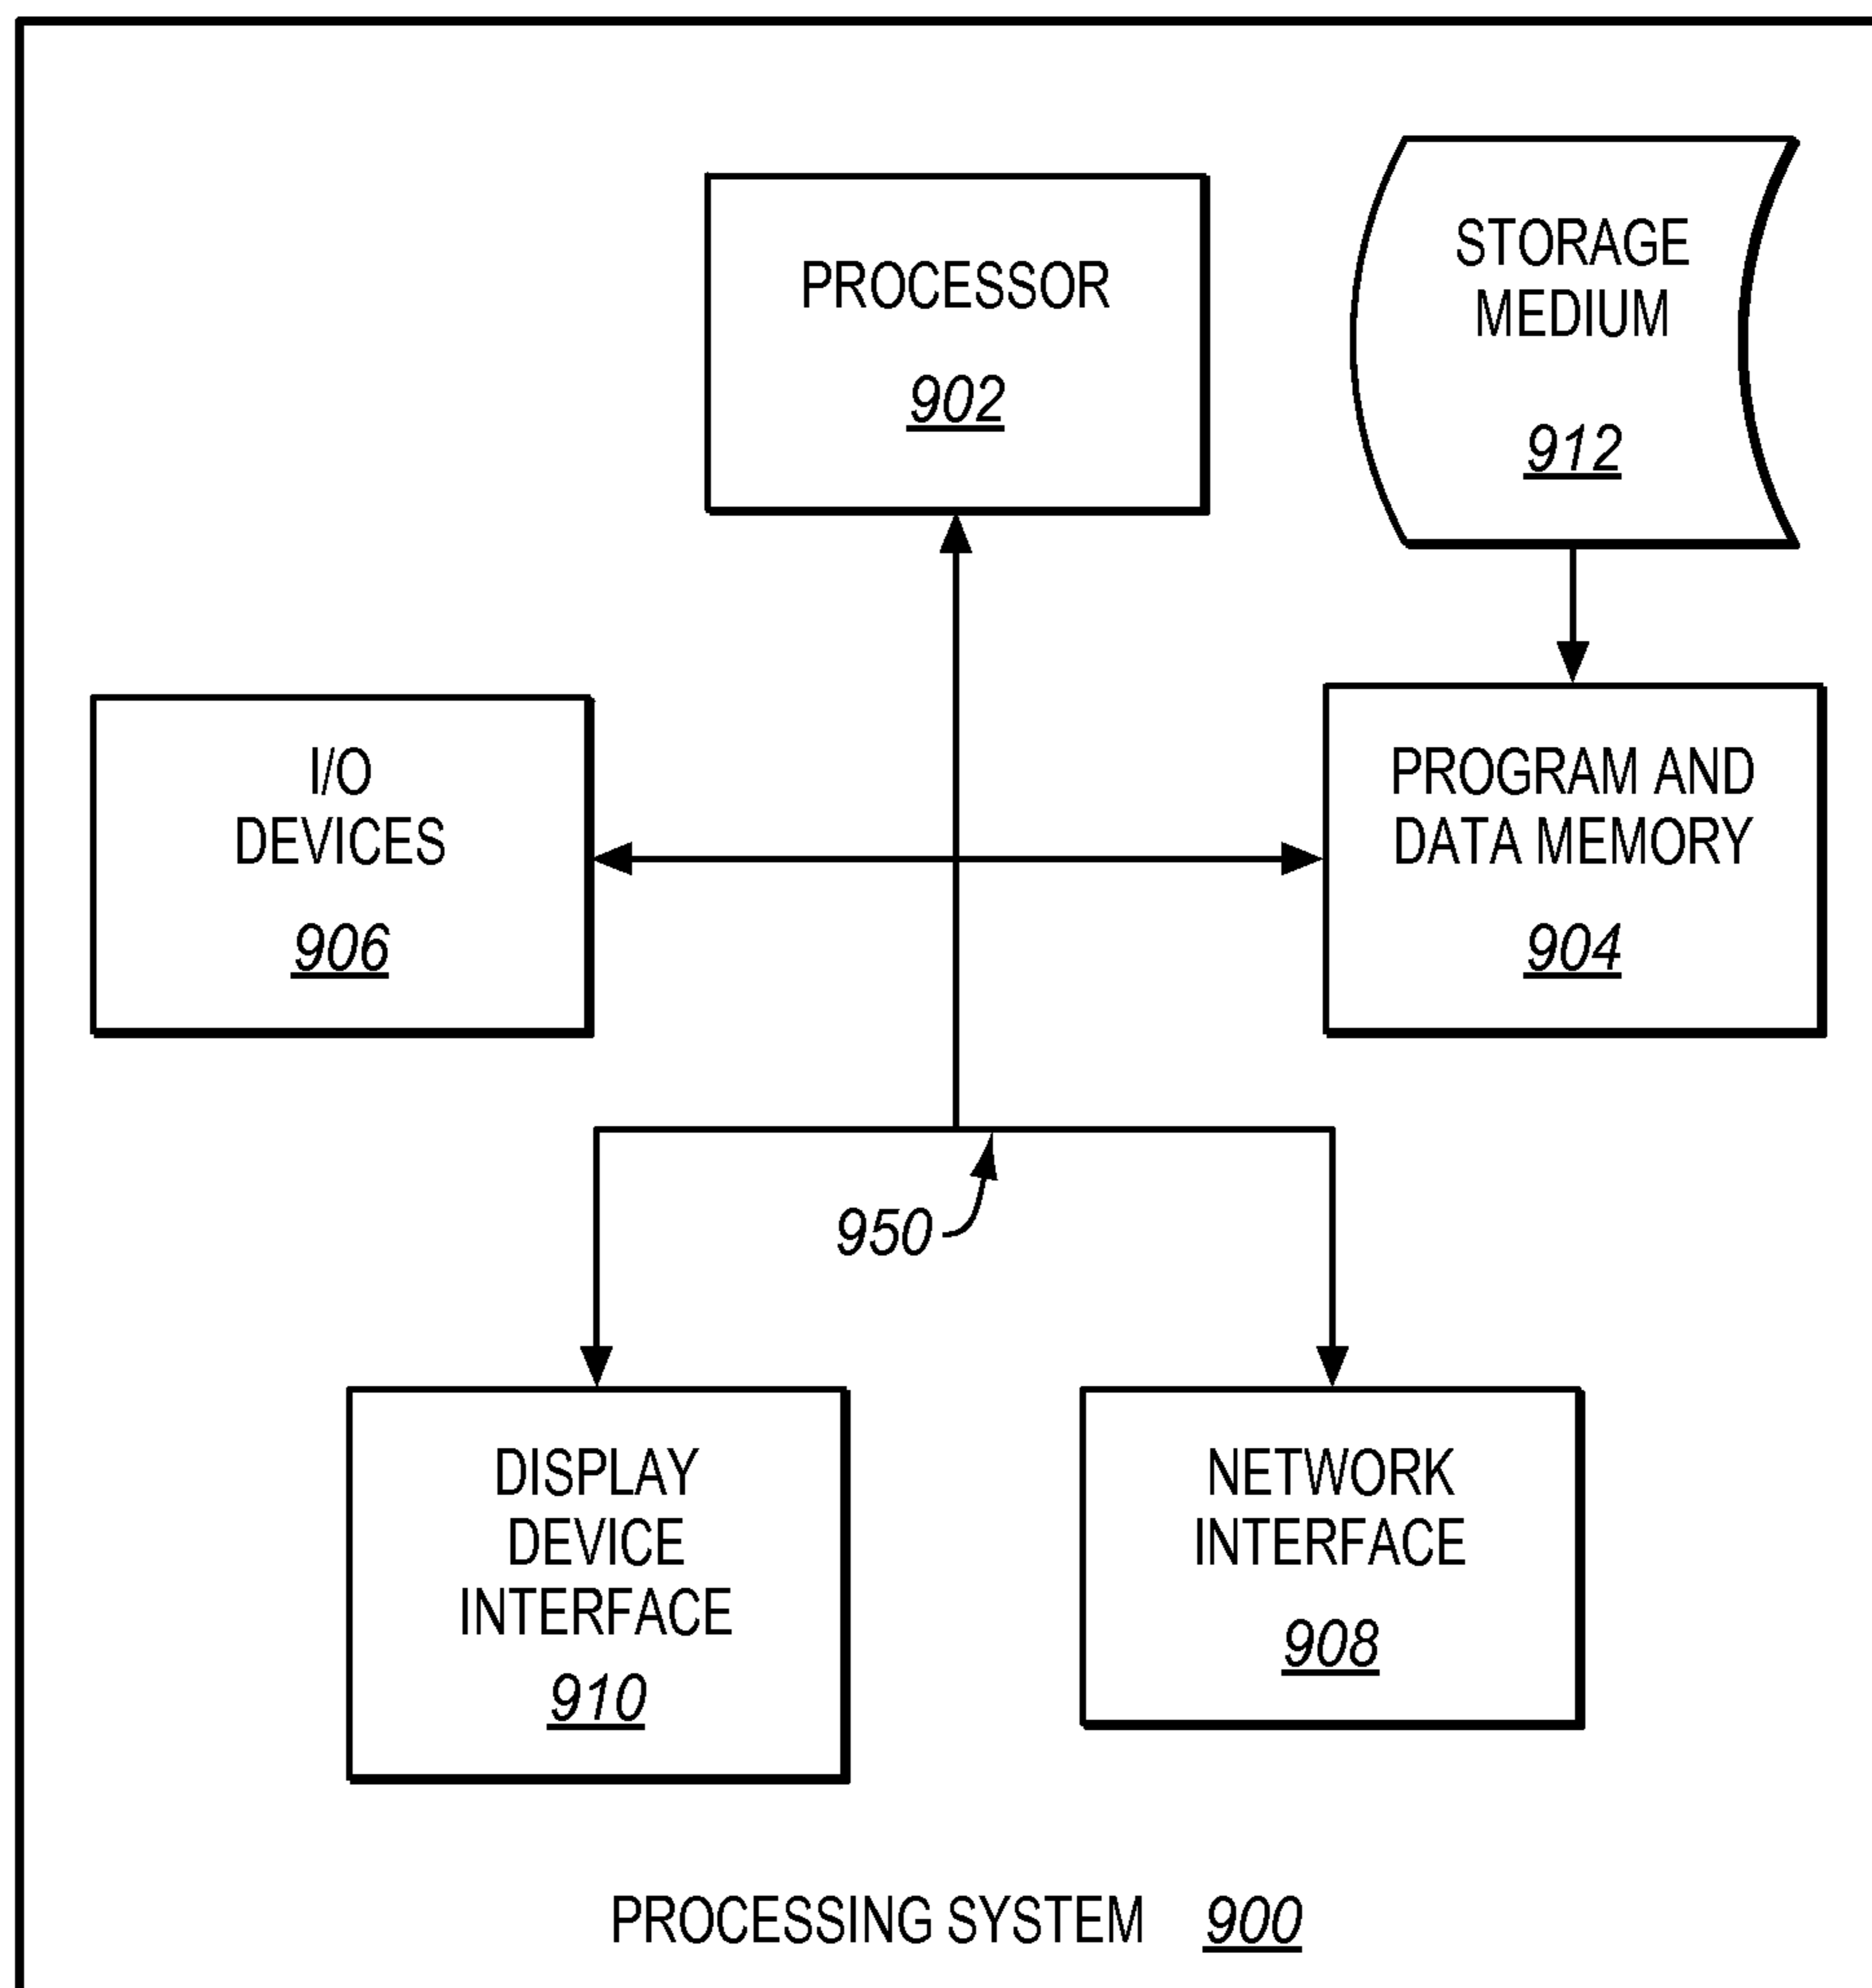 PROCESSOR
902
STORAGE
MEDIUM
912
I/O
DEVICES
906
PROGRAM AND
DATA MEMORY
904
950
DISPLAY
DEVICE
INTERFACE
910
NETWORK
INTERFACE
908
PROCESSING SYSTEM 900